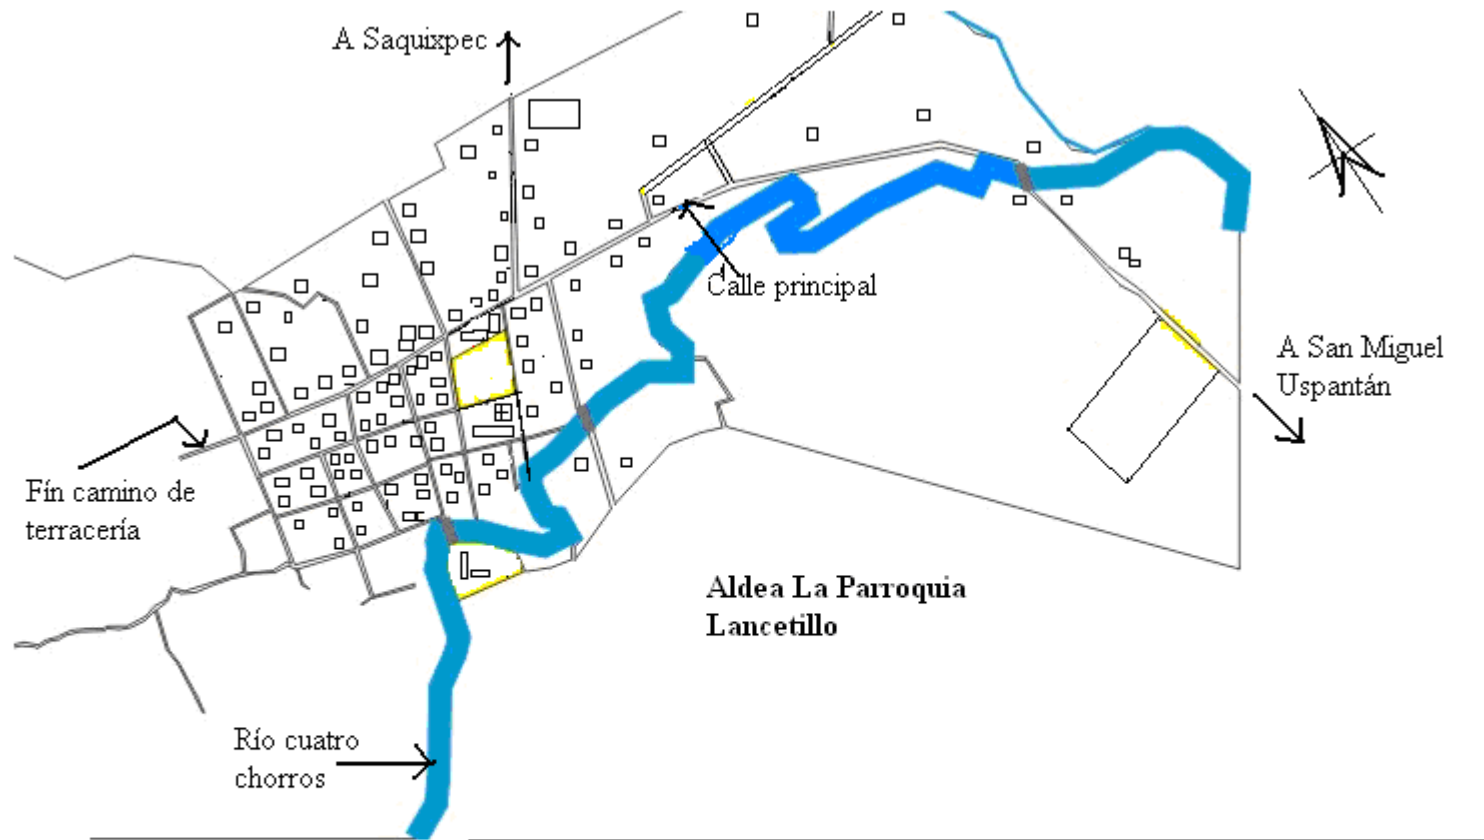 A Saquixpec
Calle principal
A San Miguel
Uspantán
Fín camino de
terracería
Aldea La Parroquia
Lancetillo
Río cuatro
chorros